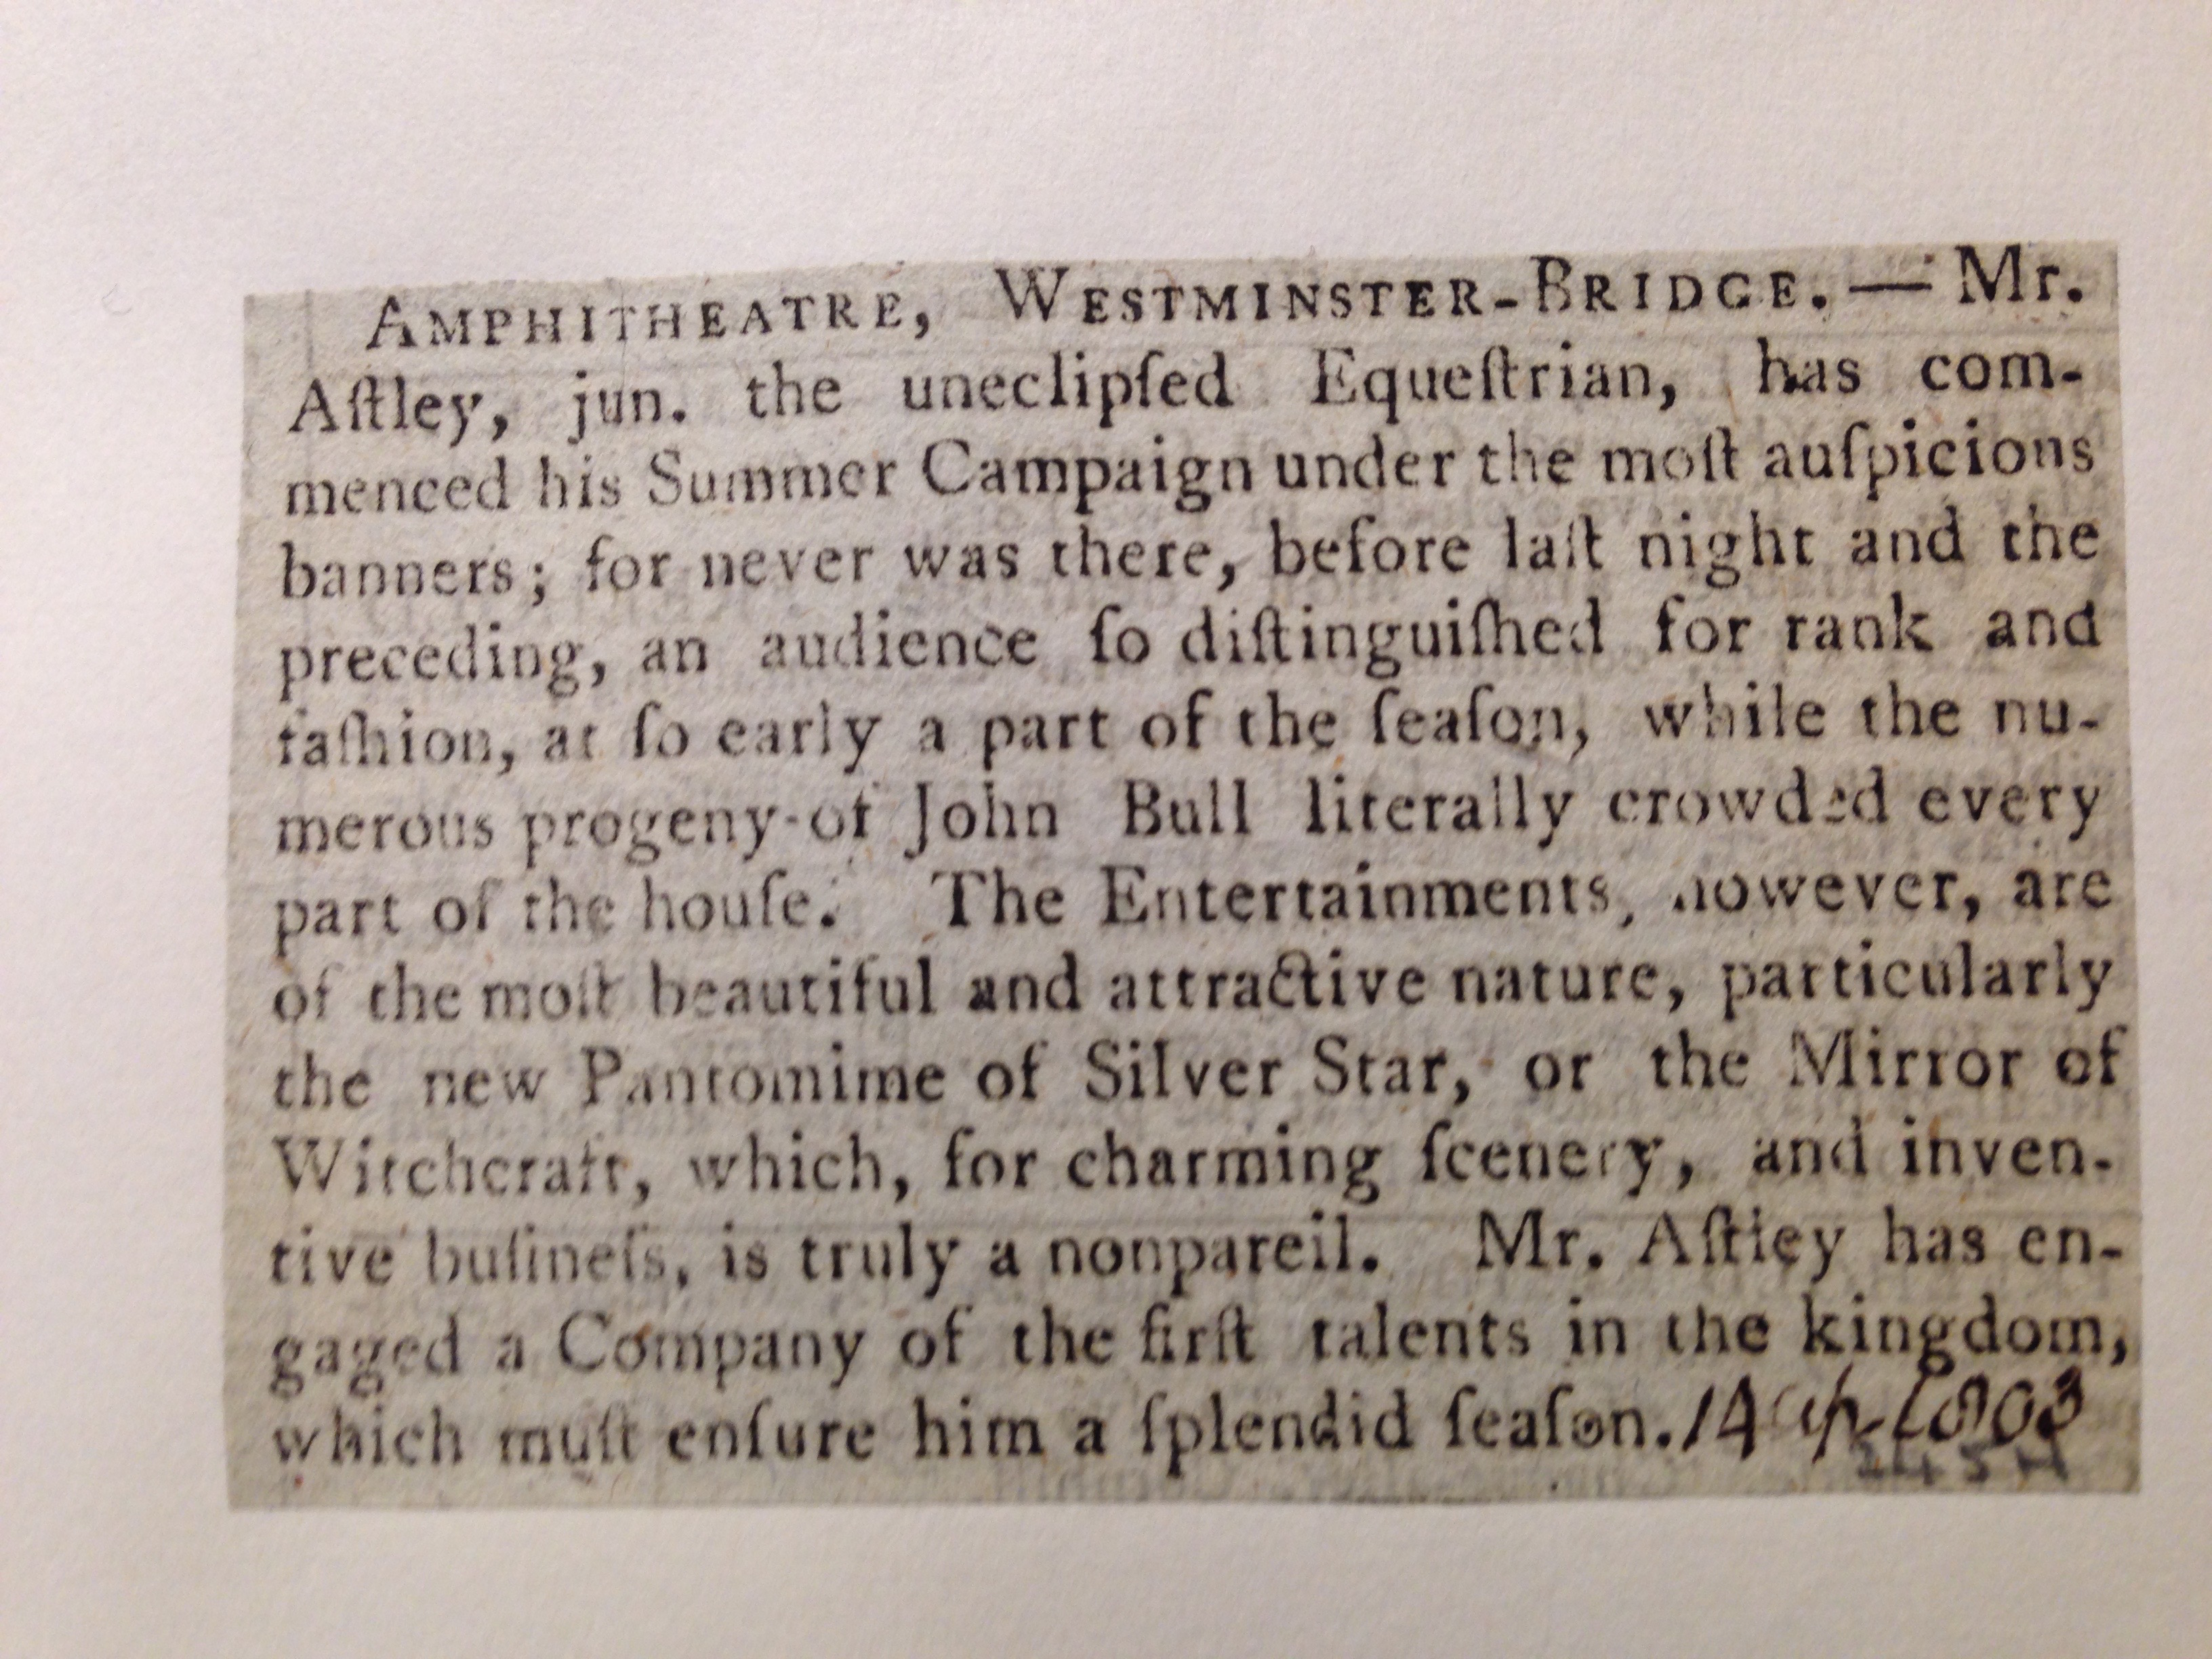 AMPHITHEATRE, WESTMINSTER-BRIDGE.— Mr.
Aſtley, jun. the uneclipſed Equeſtrian, has com-
menced his Summer Campaign under the moſt auſpicious
banners; for never was there, before laſt night and the
preceding, an audience ſo diſtinguiſhed for rank and
faſhion, at ſo early a part of the ſeaſon, while the nu-
merous progeny of John Bull literally crowded every
part of the houſe. The Entertainments, however, are
of the moſt beautiful and attractive nature, particularly
the new Pantomime of Silver Star, or the Mirror of
Witchcraft, which, for charming ſcenery, and inven-
tive buſineſs, is truly a nonpareil. Mr. Aſtley has en-
gaged a Company of the firſt talents in the kingdom,
which muſt enſure him a ſplendid ſeaſon. 14 Ap 1803